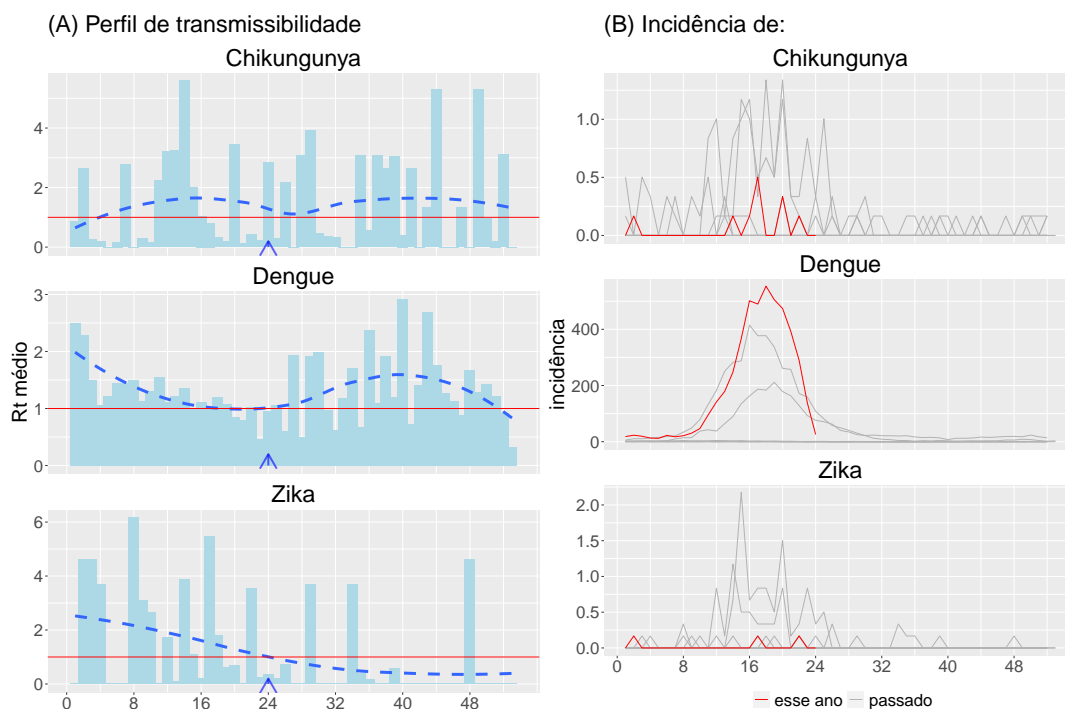 (A) Perfil de transmissibilidade
Chikungunya
4
2
0
Dengue
3
2
1
0
Zika
6
4
2
0
0 8 16 24 32 40 48
Rt médio
(B) Incidência de:
Chikungunya
1.0
0.5
0.0
Dengue
400
200
0
Zika
2.0
1.5
1.0
0.5
0.0
0 8 16 24 32 40 48
incidência
esse ano passado